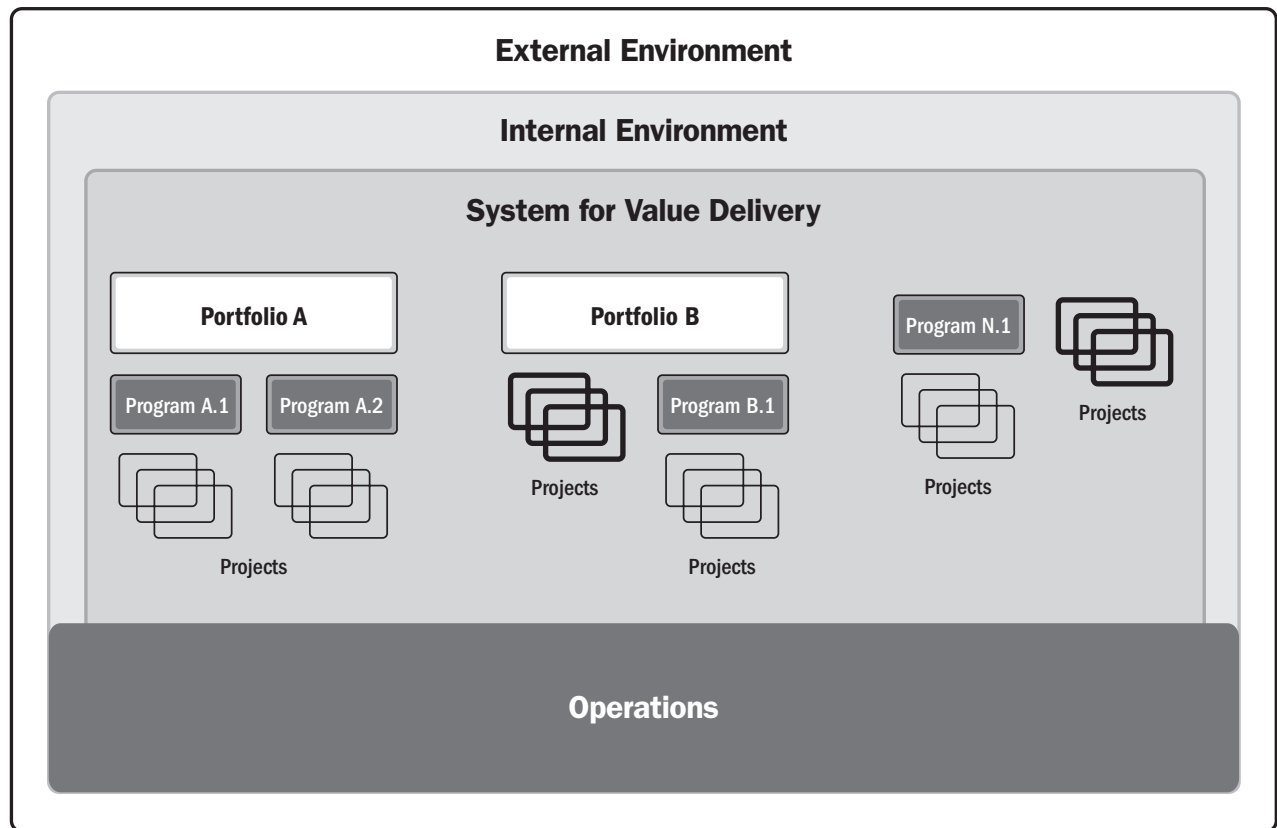 External Environment
Internal Environment
System for Value Delivery
Portfolio A
Portfolio B
Program N.1
Projects
Program A.1
Program A.2
Program B.1
Projects
Projects
Projects
Projects
Operations